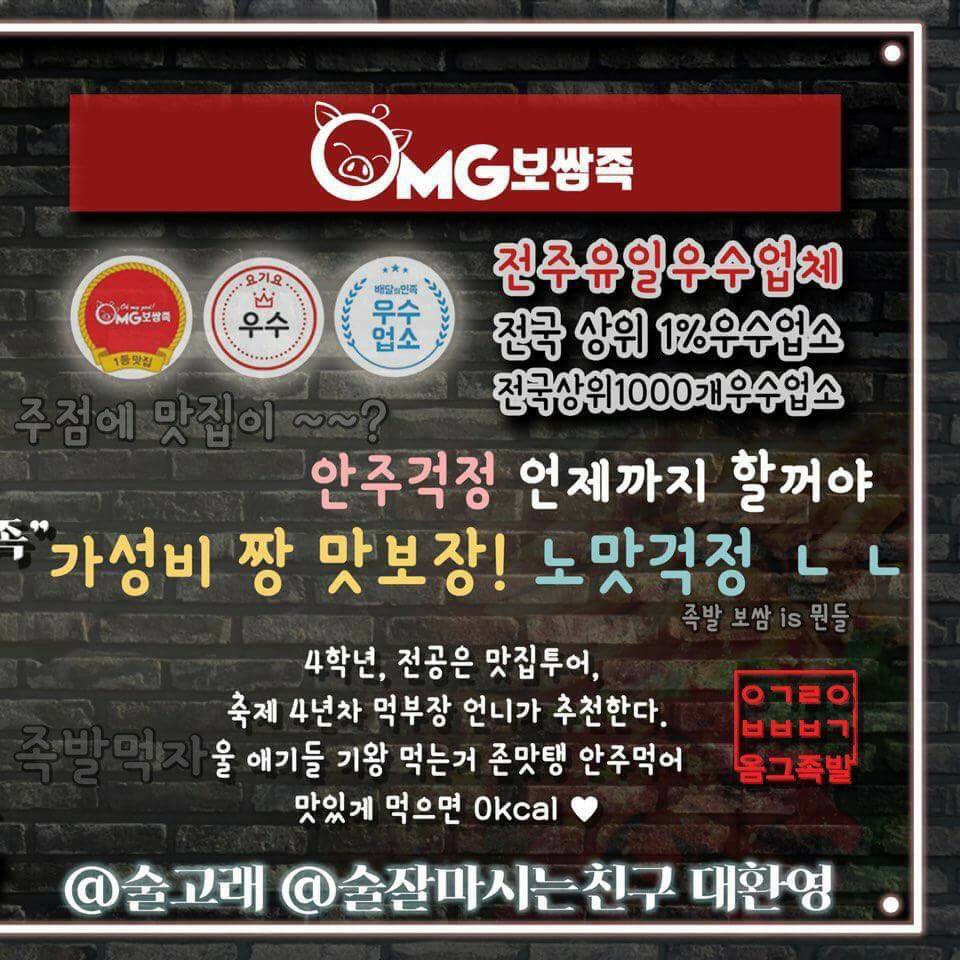 OMG보쌈족
Oh my god!
OMG보쌈족
1등맛집
요기요
우수
배달의민족
우수
업소
전주유일우수업체
전국 상위 1%우수업소
전국상위1000개우수업소
주점에 맛집이 ~~?
안주걱정 언제까지 할꺼야
족”
가성비 짱 맛보장! 노맛걱정 ㄴ ㄴ
족발 보쌈 is 뭔들
4학년, 전공은 맛집투어,
축제 4년차 먹부장 언니가 추천한다.
족발먹자
울 애기들 기왕 먹는거 존맛탱 안주먹어
맛있게 먹으면 0kcal ♥
ㅇㄱㄹㅇ
ㅂㅂㅂㄱ
옴그족발
@술고래 @술잘마시는친구 대환영